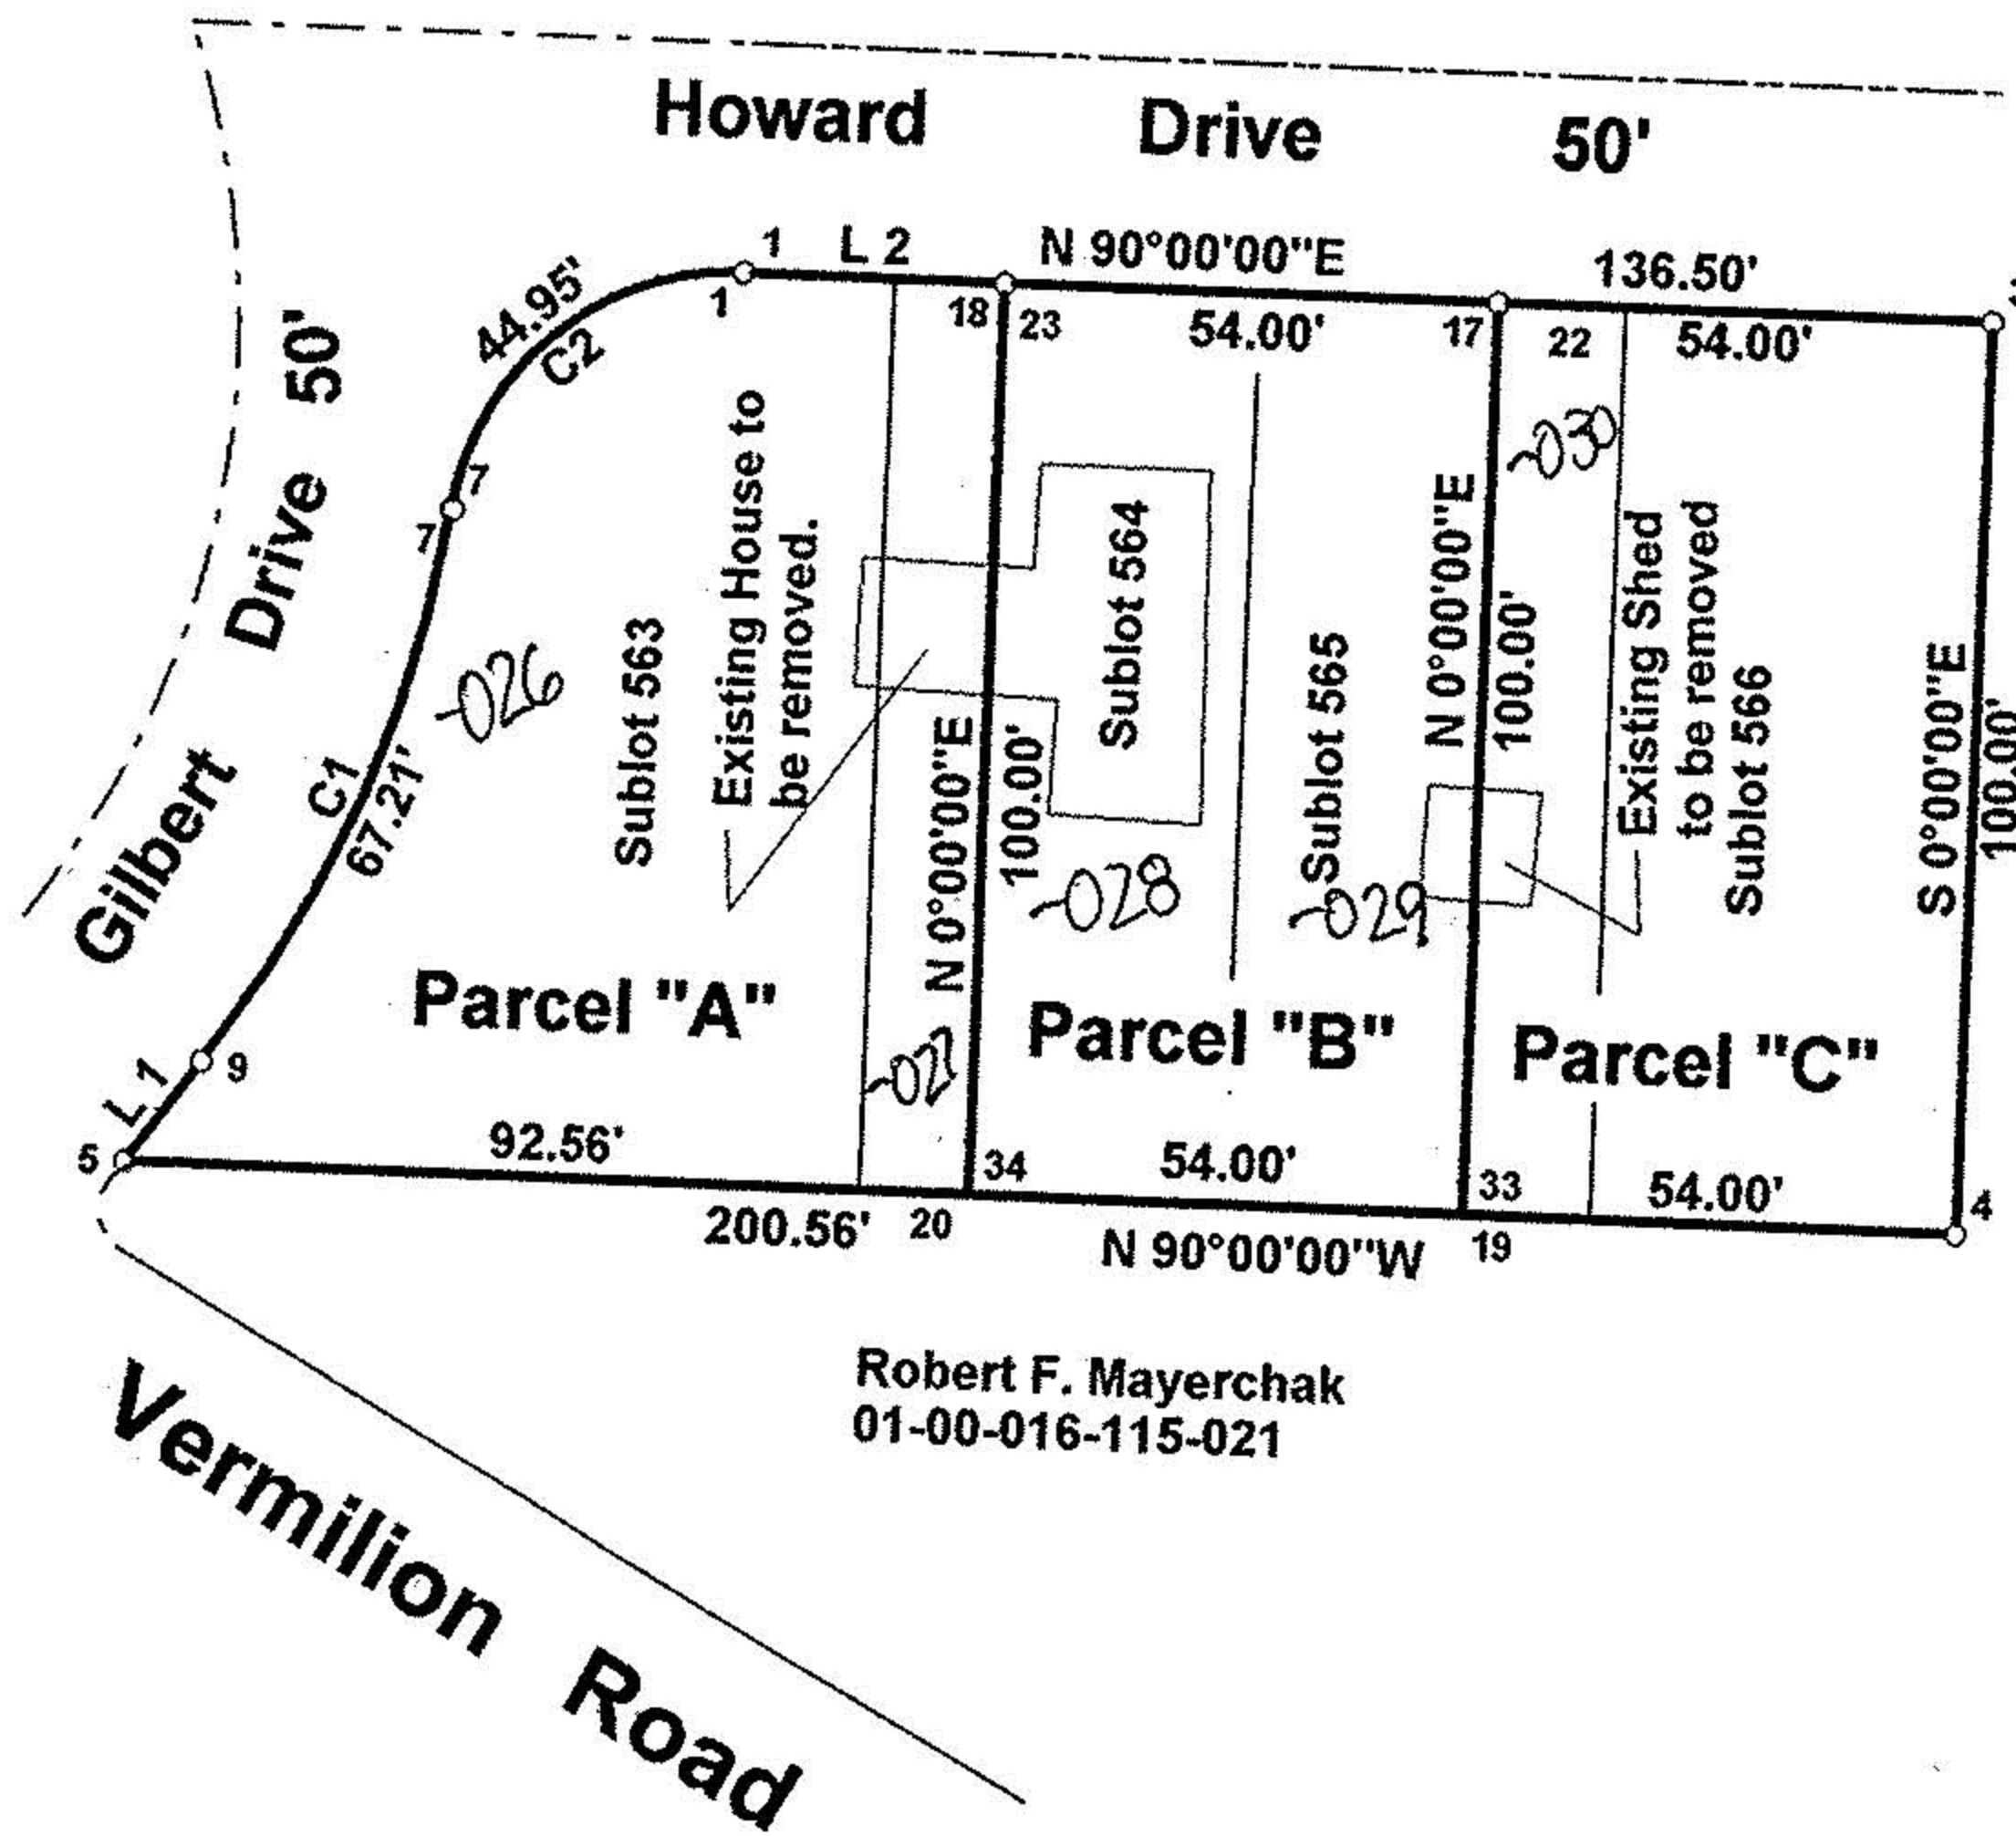 Howard Drive 50'
1 L 2 N 90°00'00"E 136.50'
1 18 23 54.00' 17 22 54.00'
44.95'
C2
Gilbert Drive 50'
7
7
-026
Sublot 563
Existing House to
be removed.
Sublot 564
-030
N 0°00'00"E
100.00'
Existing Shed
to be removed
Sublot 566
Sublot 565
S 0°00'00"E
100.00'
C1
67.21'
N 0°00'00"E
100.00'
-028
-029
Parcel "A"
Parcel "B"
Parcel "C"
-027
L 1
9
5
92.56'
34
54.00'
33
54.00'
4
200.56'
20
N 90°00'00"W
19
Robert F. Mayerchak
01-00-016-115-021
Vermilion Road